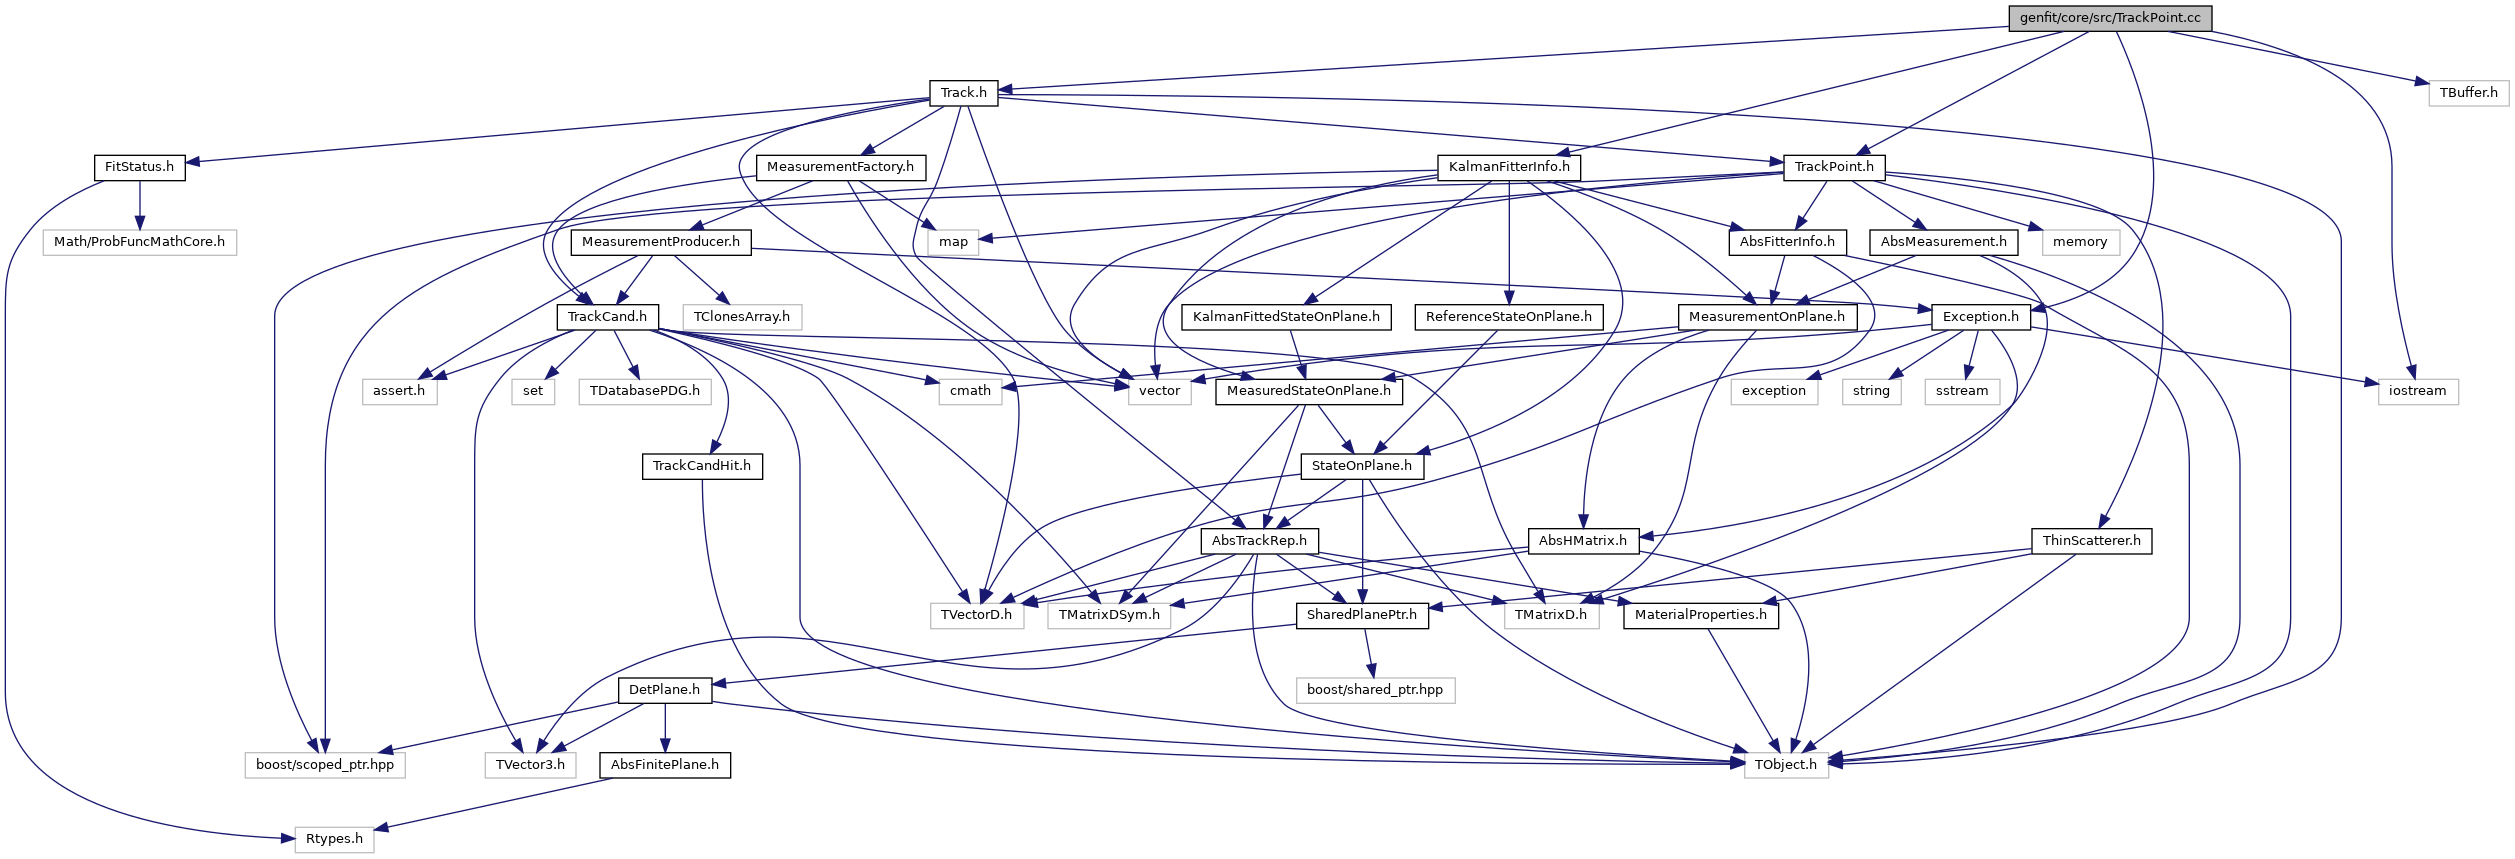 genfit/core/src/TrackPoint.cc
Track.h
TBuffer.h
FitStatus.h
MeasurementFactory.h
KalmanFitterInfo.h
TrackPoint.h
Math/ProbFuncMathCore.h
MeasurementProducer.h
map
AbsFitterInfo.h
AbsMeasurement.h
memory
TrackCand.h
TClonesArray.h
KalmanFittedStateOnPlane.h
ReferenceStateOnPlane.h
MeasurementOnPlane.h
Exception.h
assert.h
set
TDatabasePDG.h
cmath
vector
MeasuredStateOnPlane.h
exception
string
sstream
iostream
TrackCandHit.h
StateOnPlane.h
AbsTrackRep.h
AbsHMatrix.h
ThinScatterer.h
TVectorD.h
TMatrixDSym.h
SharedPlanePtr.h
TMatrixD.h
MaterialProperties.h
DetPlane.h
boost/shared_ptr.hpp
boost/scoped_ptr.hpp
TVector3.h
AbsFinitePlane.h
TObject.h
Rtypes.h